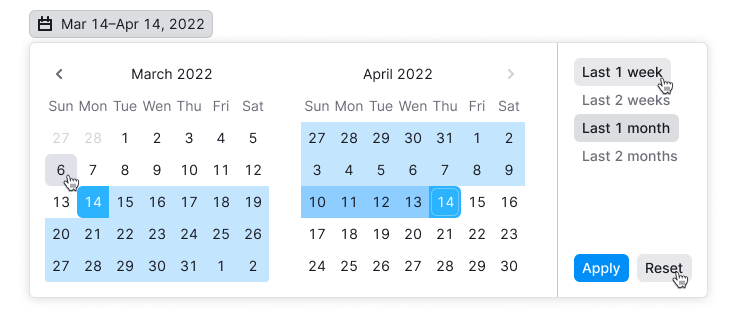 Mar 14–Apr 14, 2022
March 2022
Sun Mon Tue Wen Thu Fri Sat
27 28 1 2 3 4 5
6 7 8 9 10 11 12
13 14 15 16 17 18 19
20 21 22 23 24 25 26
27 28 29 30 31 1 2
April 2022
Sun Mon Tue Wen Thu Fri Sat
27 28 29 30 31 1 2
3 4 5 6 7 8 9
10 11 12 13 14 15 16
17 18 19 20 21 22 23
24 25 26 27 28 29 30
Last 1 week
Last 2 weeks
Last 1 month
Last 2 months
Apply
Reset